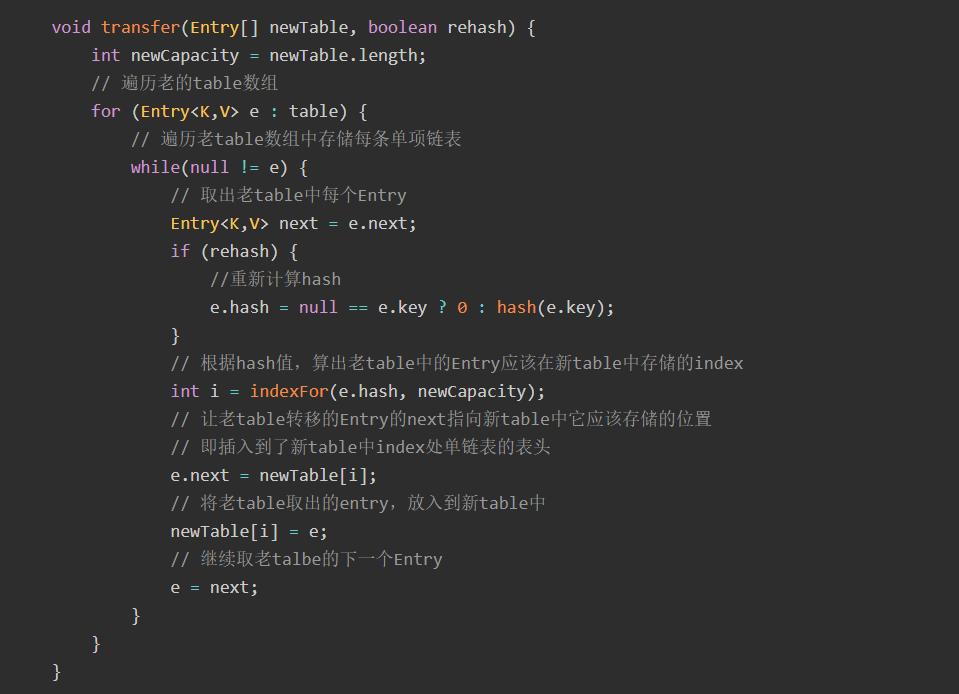 void transfer(Entry[] newTable, boolean rehash) {
    int newCapacity = newTable.length;
    // 遍历老的table数组
    for (Entry<K,V> e : table) {
        // 遍历老table数组中存储每条单项链表
        while(null != e) {
            // 取出老table中每个Entry
            Entry<K,V> next = e.next;
            if (rehash) {
                //重新计算hash
                e.hash = null == e.key ? 0 : hash(e.key);
            }
            // 根据hash值，算出老table中的Entry应该在新table中存储的index
            int i = indexFor(e.hash, newCapacity);
            // 让老table转移的Entry的next指向新table中它应该存储的位置
            // 即插入到了新table中index处单链表的表头
            e.next = newTable[i];
            // 将老table取出的entry，放入到新table中
            newTable[i] = e;
            // 继续取老talbe的下一个Entry
            e = next;
        }
    }
}